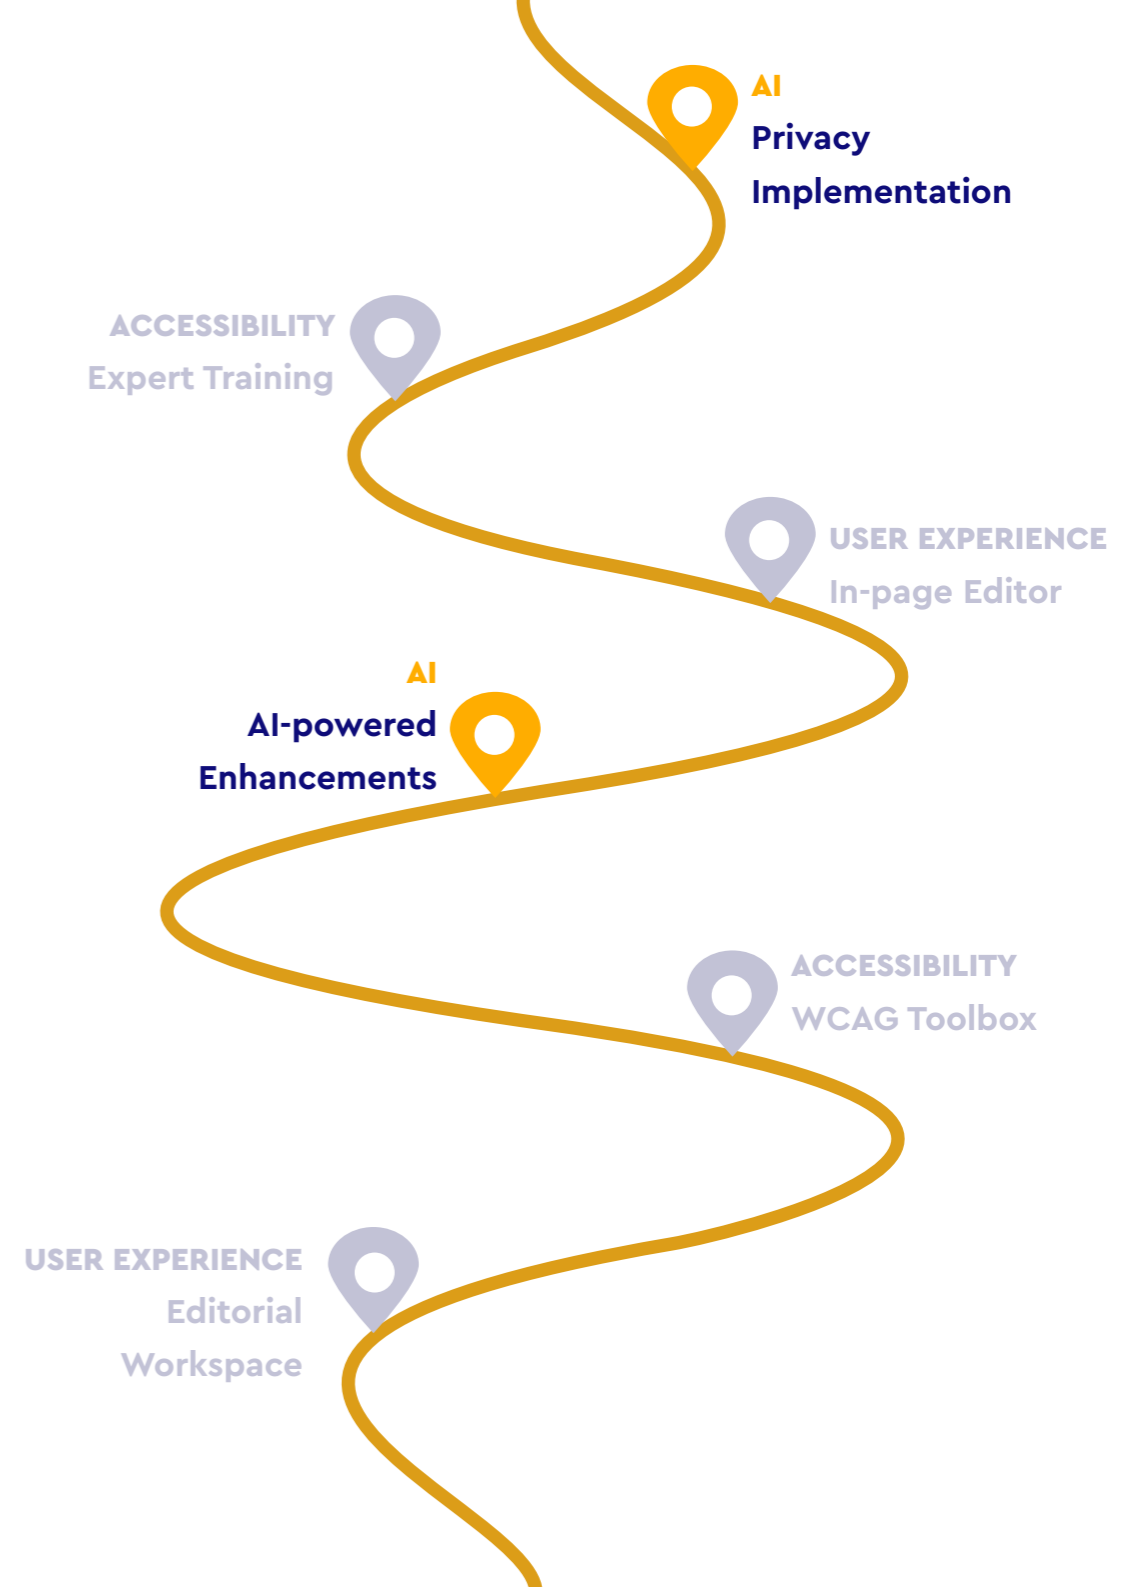 AI
Privacy
Implementation
ACCESSIBILITY
Expert Training
USER EXPERIENCE
In-page Editor
AI
AI-powered
Enhancements
ACCESSIBILITY
WCAG Toolbox
USER EXPERIENCE
Editorial
Workspace